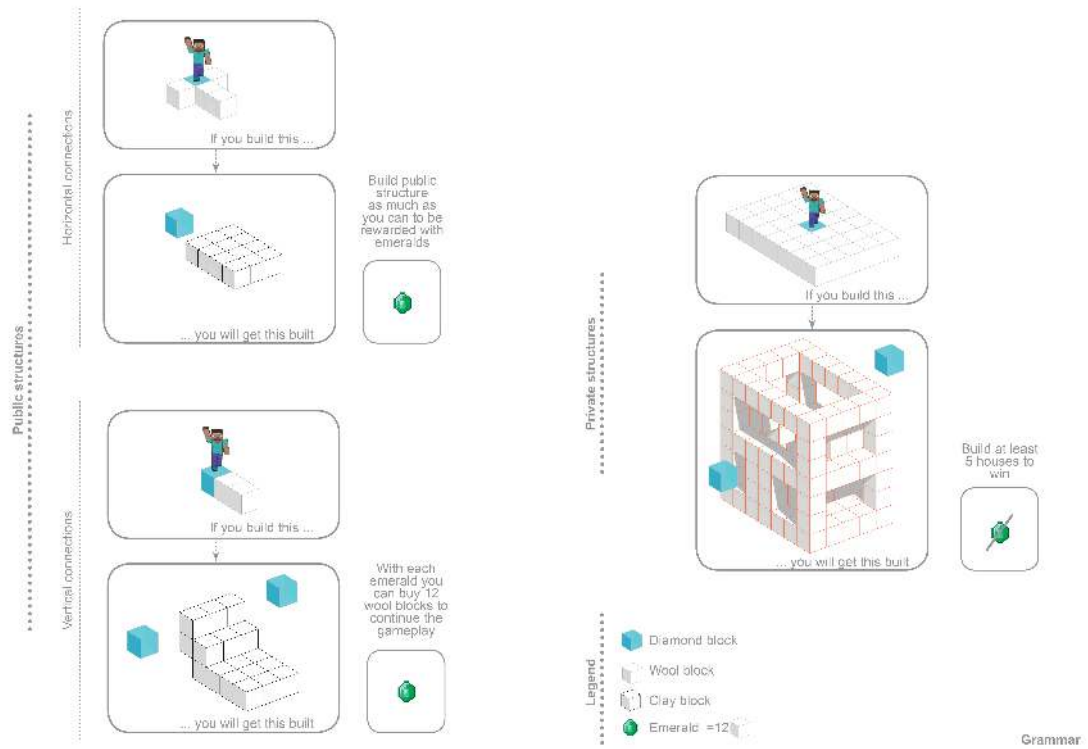 Public structures
Horizontal connections
If you build this ...
... you will get this built
Build public
structure
as much as
you can to be
rewarded with
emeralds
Vertical connections
If you build this ...
... you will get this built
With each
emerald you
can buy 12
wool blocks to
continue the
gameplay
Private structures
If you build this ...
... you will get this built
Build at least
5 houses to
win
Legend
Diamond block
Wool block
Clay block
Emerald =12
Grammar